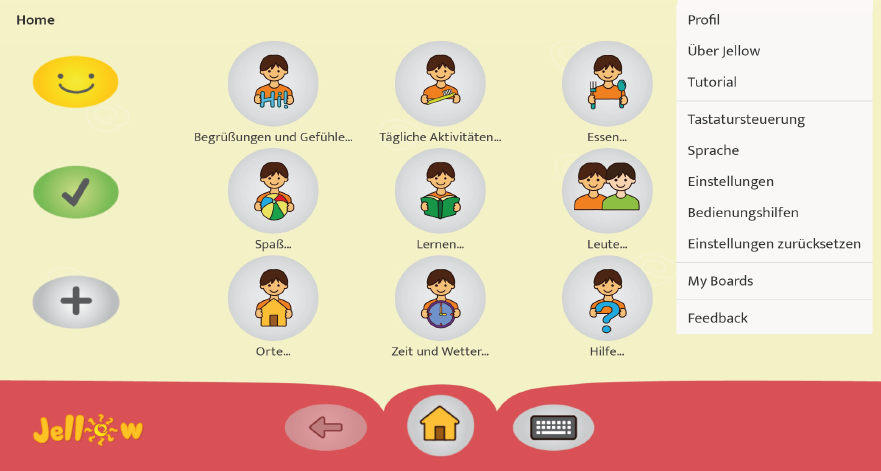 Home
HI!
Begrüßungen und Gefühle...
Tägliche Aktivitäten...
Essen...
Spaß...
Lernen...
Leute...
Orte...
Zeit und Wetter...
Hilfe...
?
Profil
Über Jellow
Tutorial
Tastatursteuerung
Sprache
Einstellungen
Bedienungshilfen
Einstellungen zurücksetzen
My Boards
Feedback
Jellow